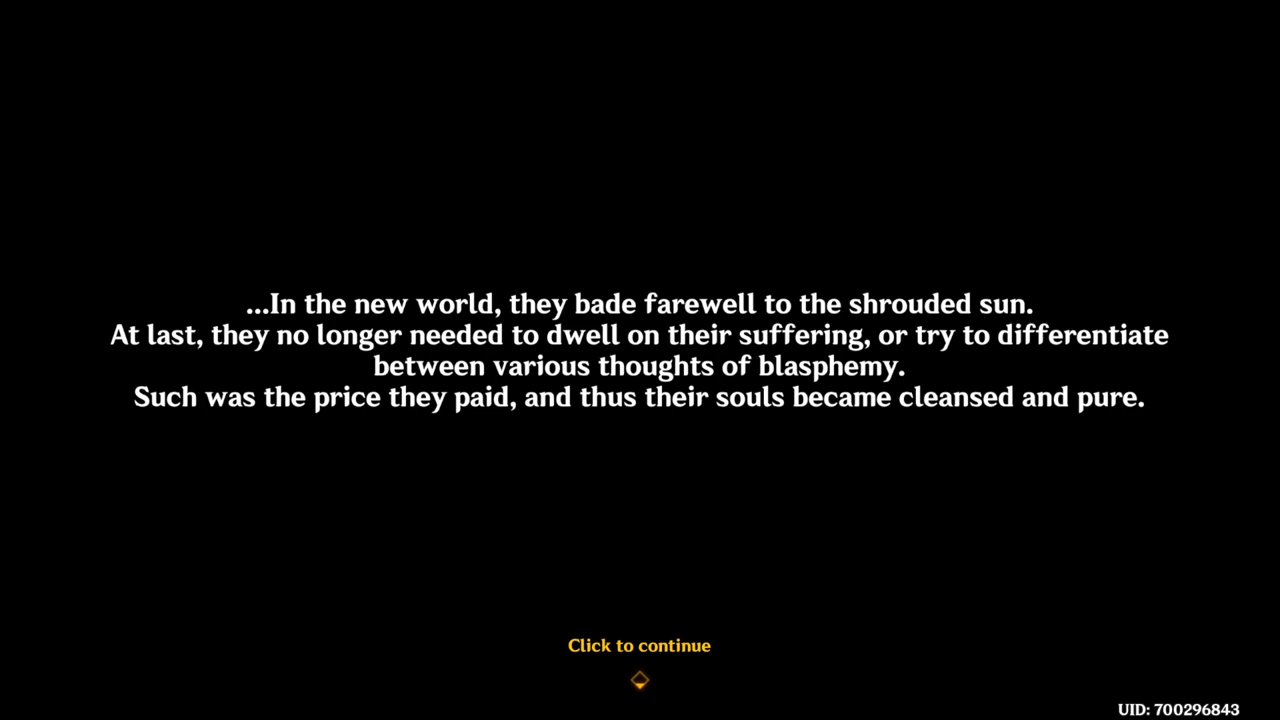 ...In the new world, they bade farewell to the shrouded sun.
At last, they no longer needed to dwell on their suffering, or try to differentiate
between various thoughts of blasphemy.
Such was the price they paid, and thus their souls became cleansed and pure.
Click to continue
UID: 700296843